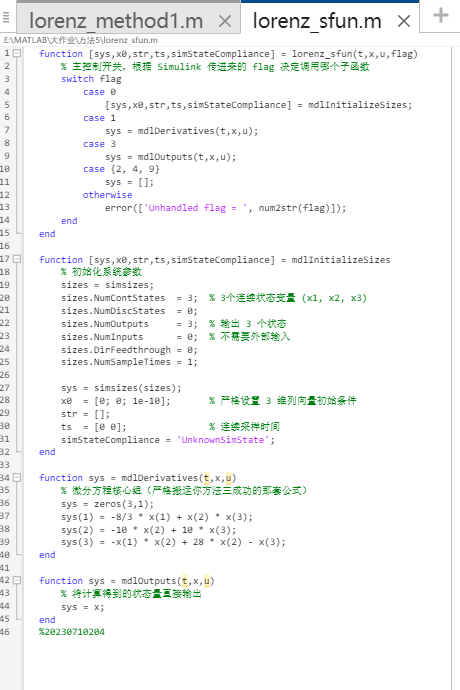 lorenz_method1.m × lorenz_sfun.m × +
E:\MATLAB\大作业\方法5\lorenz_sfun.m
1 function [sys,x0,str,ts,simStateCompliance] = lorenz_sfun(t,x,u,flag)
2 % 主控制开关，根据 Simulink 传进来的 flag 决定调用哪个子函数
3 switch flag
4 case 0
5 [sys,x0,str,ts,simStateCompliance] = mdlInitializeSizes;
6 case 1
7 sys = mdlDerivatives(t,x,u);
8 case 3
9 sys = mdlOutputs(t,x,u);
10 case {2, 4, 9}
11 sys = [];
12 otherwise
13 error(['Unhandled flag = ', num2str(flag)]);
14 end
15 end
16
17 function [sys,x0,str,ts,simStateCompliance] = mdlInitializeSizes
18 % 初始化系统参数
19 sizes = simsizes;
20 sizes.NumContStates = 3; % 3个连续状态变量 (x1, x2, x3)
21 sizes.NumDiscStates = 0;
22 sizes.NumOutputs = 3; % 输出 3 个状态
23 sizes.NumInputs = 0; % 不需要外部输入
24 sizes.DirFeedthrough = 0;
25 sizes.NumSampleTimes = 1;
26
27 sys = simsizes(sizes);
28 x0 = [0; 0; 1e-10]; % 严格设置 3 维列向量初始条件
29 str = [];
30 ts = [0 0]; % 连续采样时间
31 simStateCompliance = 'UnknownSimState';
32 end
33
34 function sys = mdlDerivatives(t,x,u)
35 % 微分方程核心组（严格搬运你方法三成功的那套公式）
36 sys = zeros(3,1);
37 sys(1) = -8/3 * x(1) + x(2) * x(3);
38 sys(2) = -10 * x(2) + 10 * x(3);
39 sys(3) = -x(1) * x(2) + 28 * x(2) - x(3);
40 end
41
42 function sys = mdlOutputs(t,x,u)
43 % 将计算得到的状态量直接输出
44 sys = x;
45 end
46 %20230710204